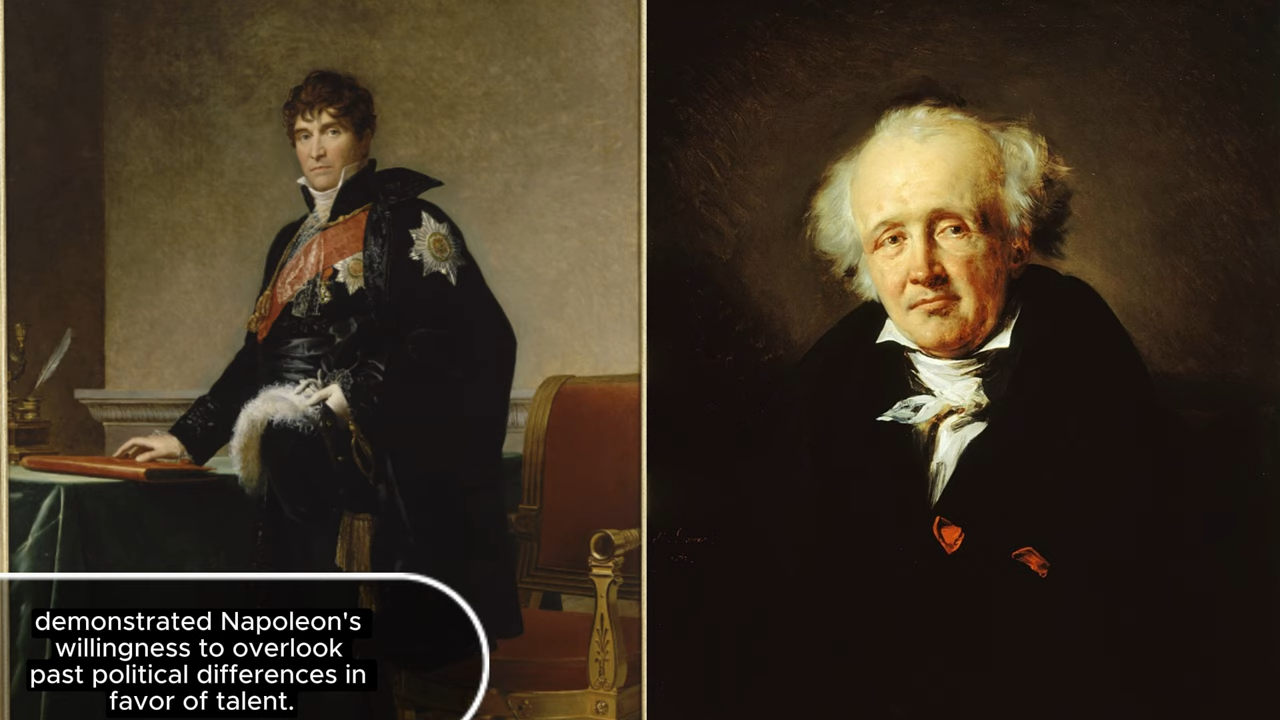 demonstrated Napoleon's
willingness to overlook
past political differences in
favor of talent.